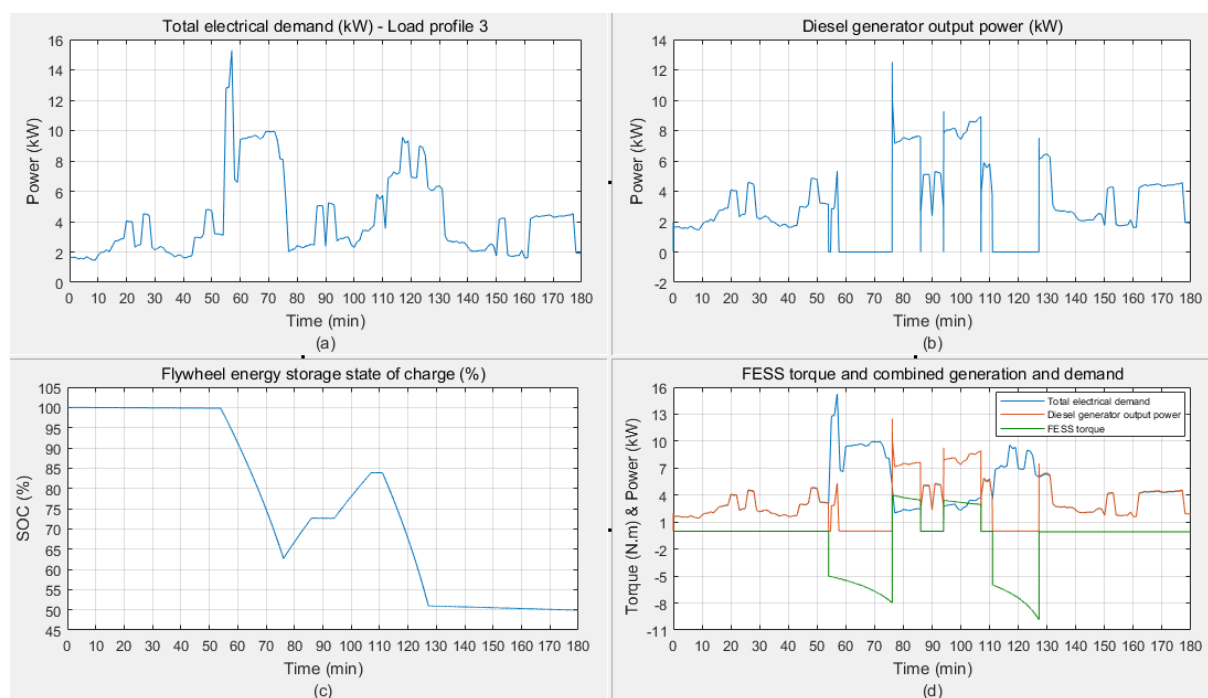 Total electrical demand (kW) - Load profile 3
Power (kW)
16
14
12
10
8
6
4
2
0
0 10 20 30 40 50 60 70 80 90 100 110 120 130 140 150 160 170 180
Time (min)
(a)
Diesel generator output power (kW)
Power (kW)
14
12
10
8
6
4
2
0
-2
0 10 20 30 40 50 60 70 80 90 100 110 120 130 140 150 160 170 180
Time (min)
(b)
Flywheel energy storage state of charge (%)
SOC (%)
105
100
95
90
85
80
75
70
65
60
55
50
45
0 10 20 30 40 50 60 70 80 90 100 110 120 130 140 150 160 170 180
Time (min)
(c)
FESS torque and combined generation and demand
Torque (N.m) & Power (kW)
16
13
10
7
4
1
-2
-5
-8
-11
Total electrical demand
Diesel generator output power
FESS torque
0 10 20 30 40 50 60 70 80 90 100 110 120 130 140 150 160 170 180
Time (min)
(d)